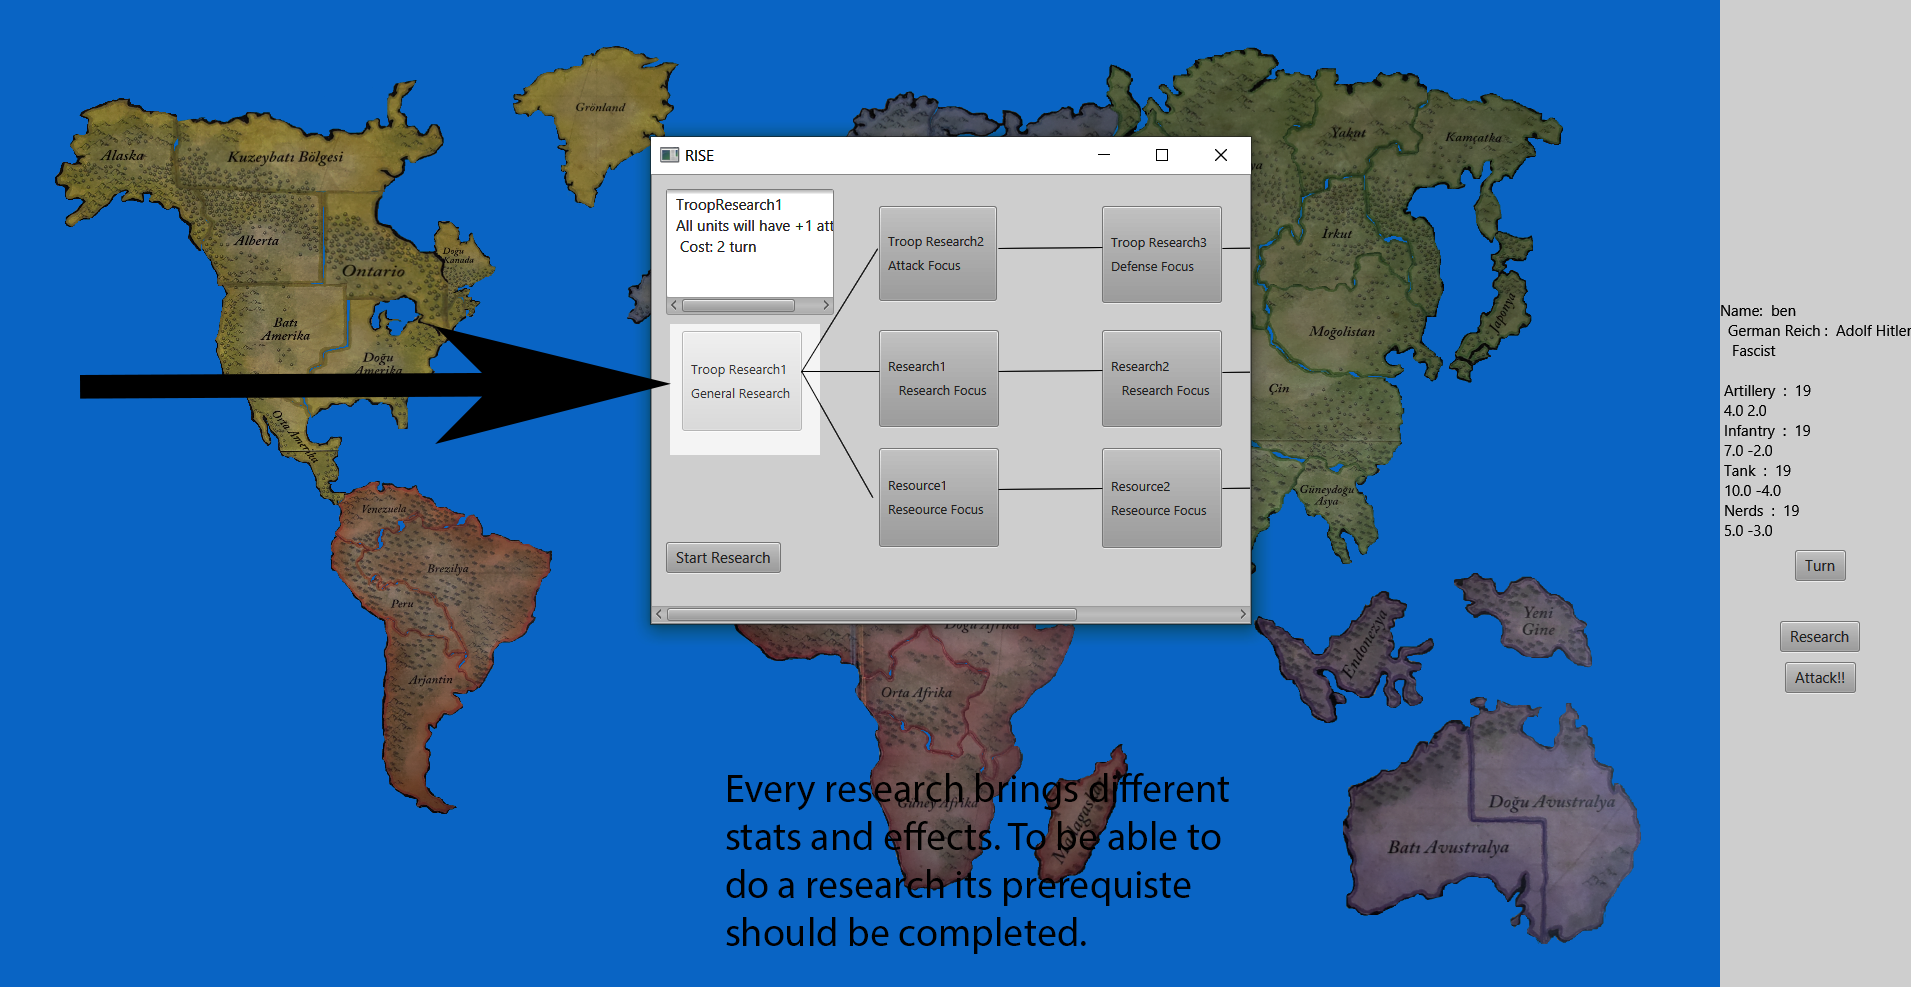 Grönland
Alaska
Kuzeybatı Bölgesi
Yakut
Kamçatka
Alberta
Doğu
Kanada
Ontario
Batı
Amerika
Doğu
Amerika
Orta Amerika
İrkut
Moğolistan
Japonya
Çin
Güneydoğu
Asya
Venezuela
Brezilya
Peru
Arjantin
Doğu Afrika
Orta Afrika
Güney Afrika
Endonezya
Yeni
Gine
Doğu Avustralya
Batı Avustralya
RISE
TroopResearch1
All units will have +1 att
Cost: 2 turn
Troop Research1
General Research
Troop Research2
Attack Focus
Troop Research3
Defense Focus
Research1
Research Focus
Research2
Research Focus
Resource1
Reseource Focus
Resource2
Reseource Focus
Start Research
Name: ben
German Reich : Adolf Hitler
Fascist
Artillery : 19
4.0 2.0
Infantry : 19
7.0 -2.0
Tank : 19
10.0 -4.0
Nerds : 19
5.0 -3.0
Turn
Research
Attack!!
Every research brings different
stats and effects. To be able to
do a research its prerequiste
should be completed.